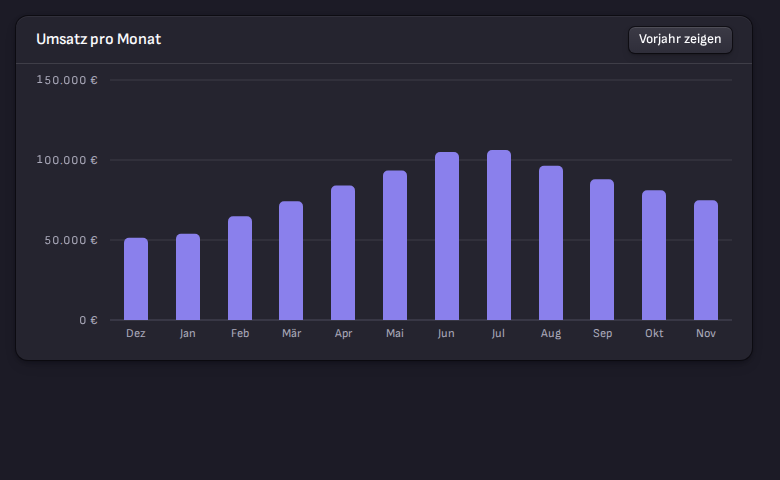 Umsatz pro Monat
Vorjahr zeigen
150.000 €
100.000 €
50.000 €
0 €
Dez Jan Feb Mär Apr Mai Jun Jul Aug Sep Okt Nov